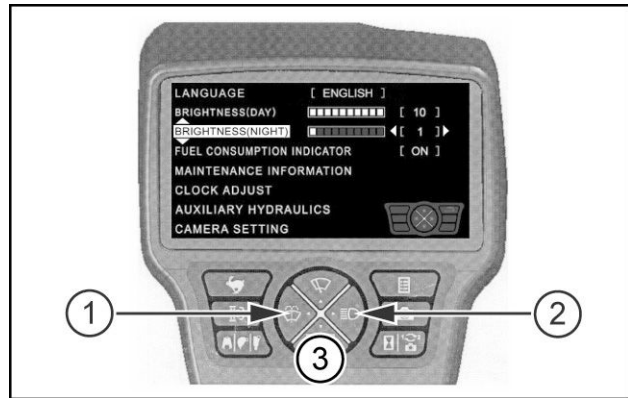 LANGUAGE [ ENGLISH ]
BRIGHTNESS(DAY) [ 10 ]
BRIGHTNESS(NIGHT) [ 1 ]
FUEL CONSUMPTION INDICATOR [ ON ]
MAINTENANCE INFORMATION
CLOCK ADJUST
AUXILIARY HYDRAULICS
CAMERA SETTING
1
2
3